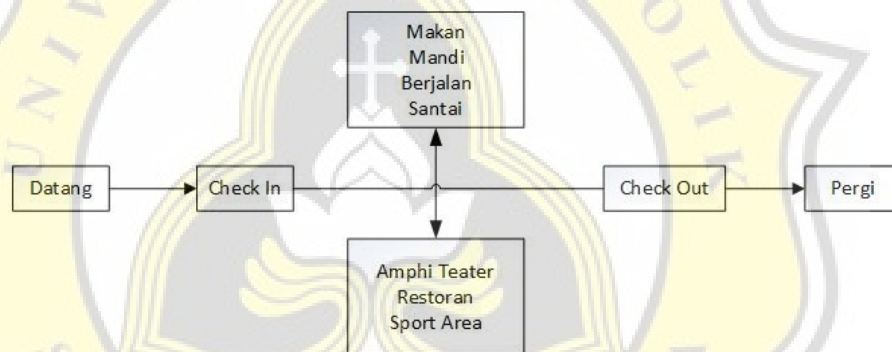 Makan
Mandi
Berjalan
Santai
Datang
Check In
Check Out
Pergi
Amphi Teater
Restoran
Sport Area